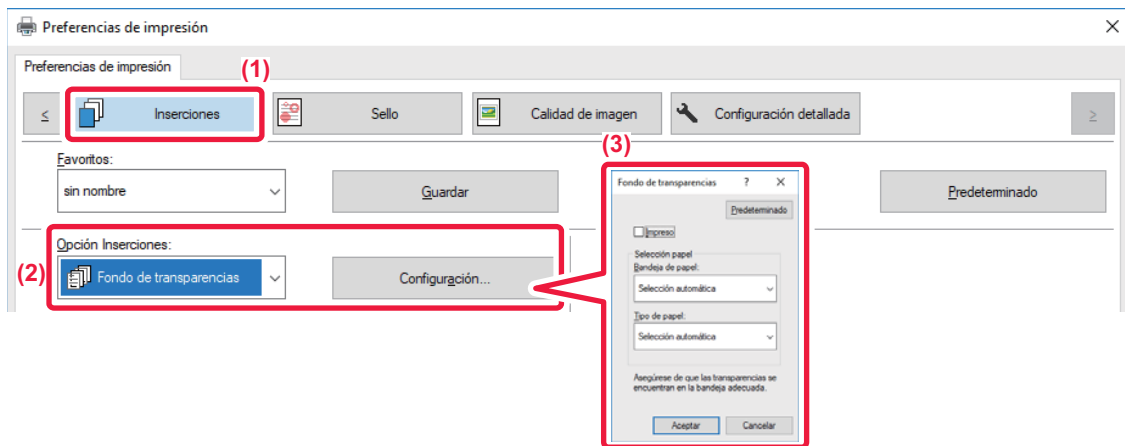 Preferencias de impresión
Preferencias de impresión
(1)
≤
Inserciones
Sello
Calidad de imagen
Configuración detallada
≥
Favoritos:
sin nombre
Guardar
Predeterminado
(2)
Opción Inserciones:
Fondo de transparencias
Configuración...
(3)
Fondo de transparencias ?
Predeterminado
Impreso
Selección papel
Bandeja de papel:
Selección automática
Tipo de papel:
Selección automática
Asegúrese de que las transparencias se
encuentran en la bandeja adecuada.
Aceptar
Cancelar